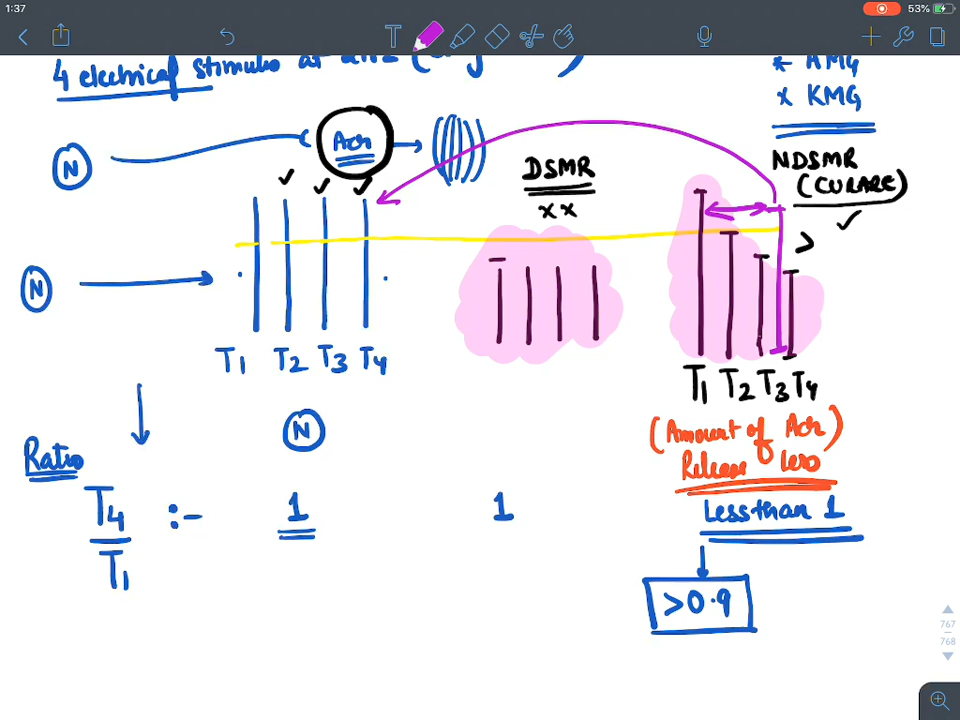 1:37
53%
T
4 electrical stimulo at
* AMG
x KMG
N
Ach
DSMR
xx
NDSMR
(CURARE)
✓
✓ ✓ ✓
>
N
T1 T2 T3 T4
T1 T2 T3 T4
N
(Amount of Ach)
Release less
Ratio
T4
T1
:-
1
1
Less than 1
>0.9
767
768